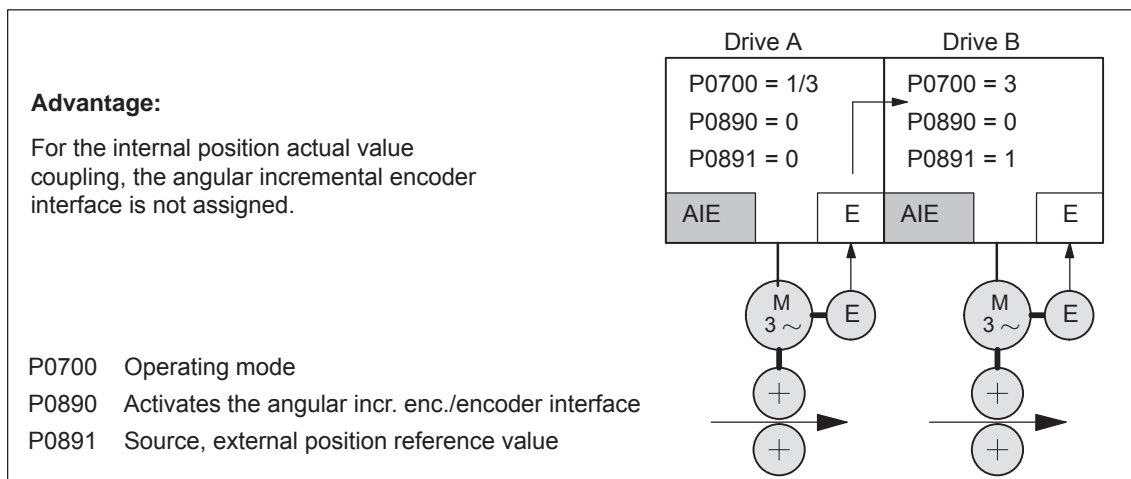 Drive A
Drive B
Advantage:
For the internal position actual value
coupling, the angular incremental encoder
interface is not assigned.
P0700 = 1/3
P0890 = 0
P0891 = 0
P0700 = 3
P0890 = 0
P0891 = 1
AIE
E
AIE
E
M
3 ~
E
M
3 ~
E
+
+
+
+
P0700 Operating mode
P0890 Activates the angular incr. enc./encoder interface
P0891 Source, external position reference value